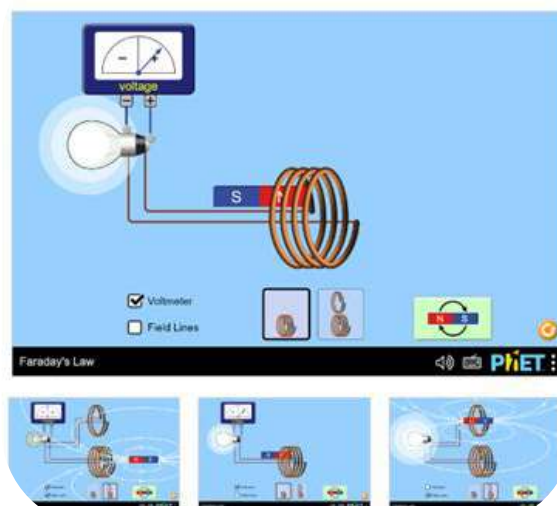 − +
voltage
− +
S
Voltmeter
Field Lines
N S
Faraday's Law
PhET